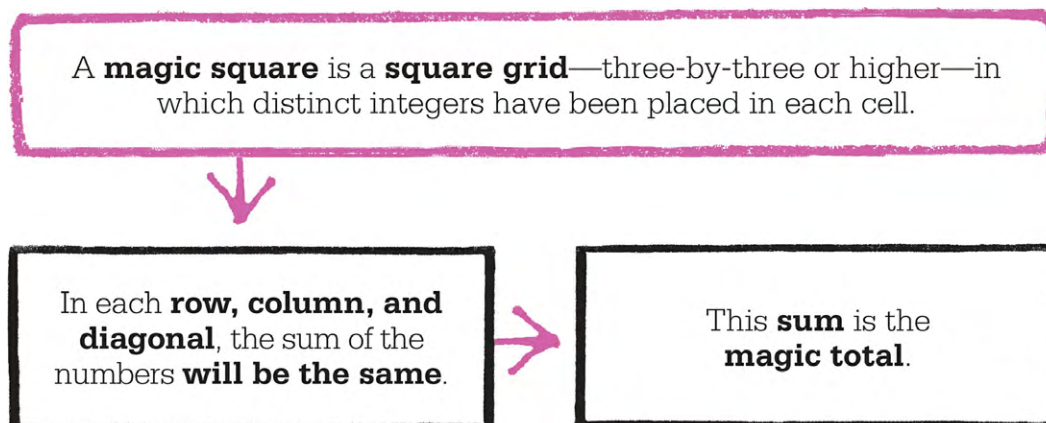 A magic square is a square grid—three-by-three or higher—in
which distinct integers have been placed in each cell.
In each row, column, and
diagonal, the sum of the
numbers will be the same.
This sum is the
magic total.